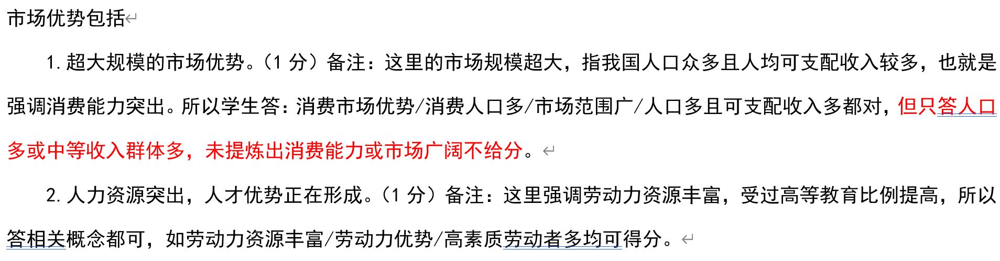 市场优势包括
1.超大规模的市场优势。（1分）备注：这里的市场规模超大，指我国人口众多且人均可支配收入较多，也就是
强调消费能力突出。所以学生答：消费市场优势/消费人口多/市场范围广/人口多且可支配收入多都对，但只答人口
多或中等收入群体多，未提炼出消费能力或市场广阔不给分。
2.人力资源突出，人才优势正在形成。（1分）备注：这里强调劳动力资源丰富，受过高等教育比例提高，所以
答相关概念都可，如劳动力资源丰富/劳动力优势/高素质劳动者多均可得分。